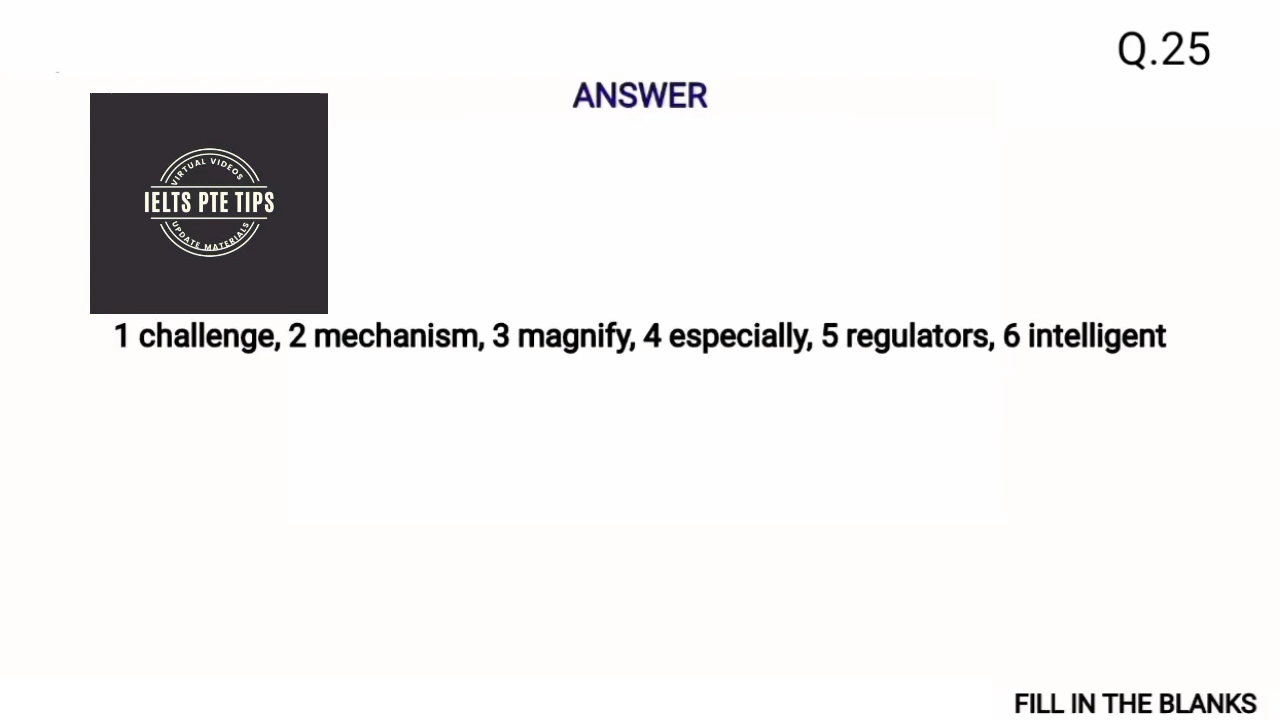 Q.25
ANSWER
VIRTUAL VIDEOS
IELTS PTE TIPS
UPDATE MATERIALS
1 challenge, 2 mechanism, 3 magnify, 4 especially, 5 regulators, 6 intelligent
FILL IN THE BLANKS